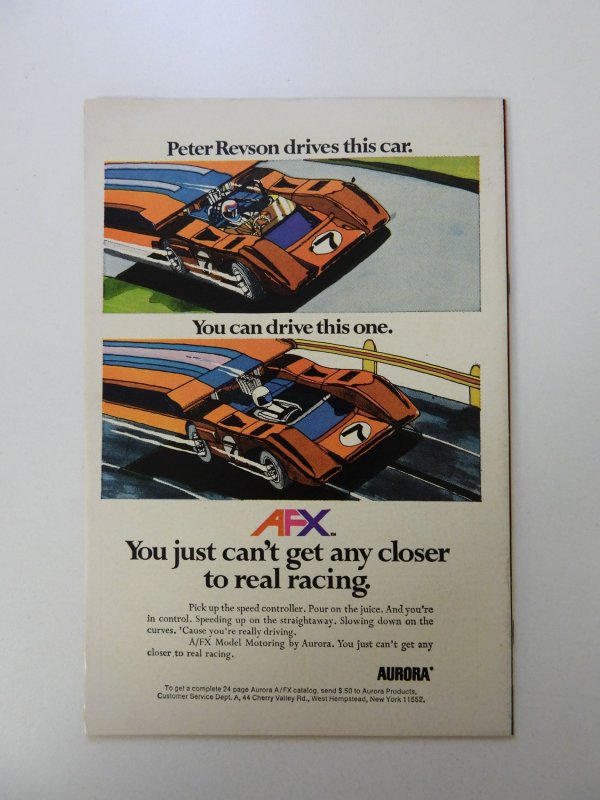 Peter Revson drives this car.
7
7
You can drive this one.
7
7
AFX™
You just can't get any closer
to real racing.
Pick up the speed controller. Pour on the juice. And you're
in control. Speeding up on the straightaway. Slowing down on the
curves. 'Cause you're really driving.
A/FX Model Motoring by Aurora. You just can't get any
closer to real racing.
AURORA®
To get a complete 24 page Aurora A/FX catalog, send $.50 to Aurora Products,
Customer Service Dept. A, 44 Cherry Valley Rd., West Hempstead, New York 11552.